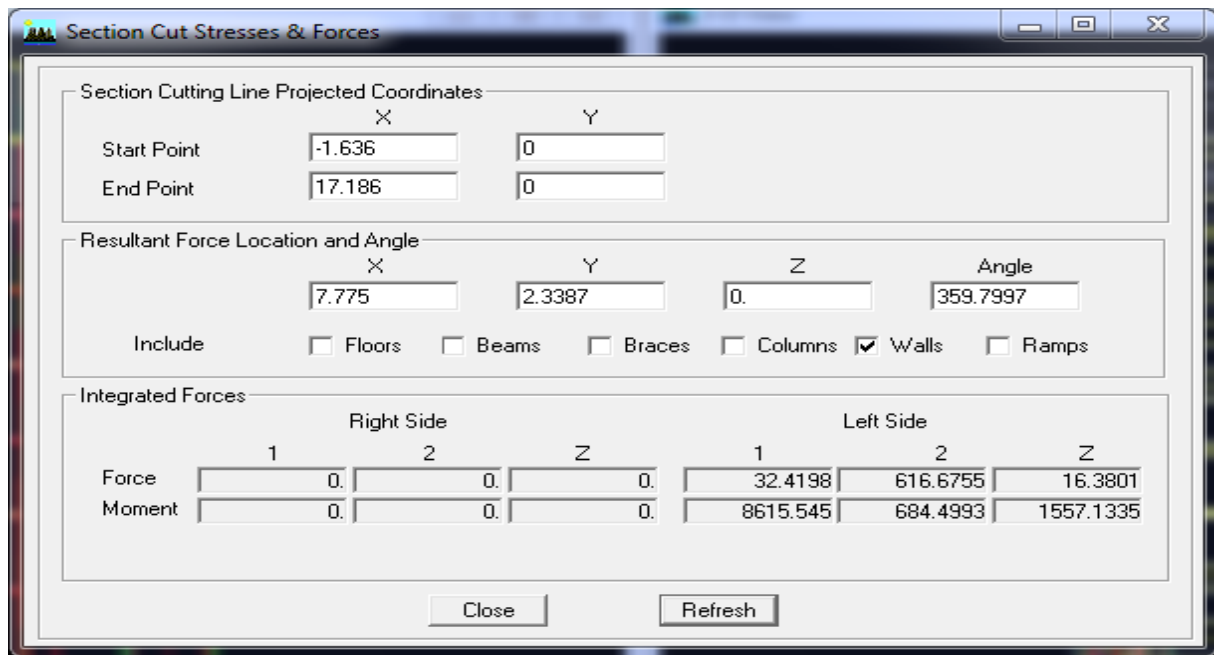 Section Cut Stresses & Forces
Section Cutting Line Projected Coordinates
X Y
Start Point -1.636 0
End Point 17.186 0
Resultant Force Location and Angle
X Y Z Angle
7.775 2.3387 0. 359.7997
Include Floors Beams Braces Columns Walls Ramps
Integrated Forces
Right Side Left Side
1 2 Z 1 2 Z
Force 0. 0. 0. 32.4198 616.6755 16.3801
Moment 0. 0. 0. 8615.545 684.4993 1557.1335
Close Refresh